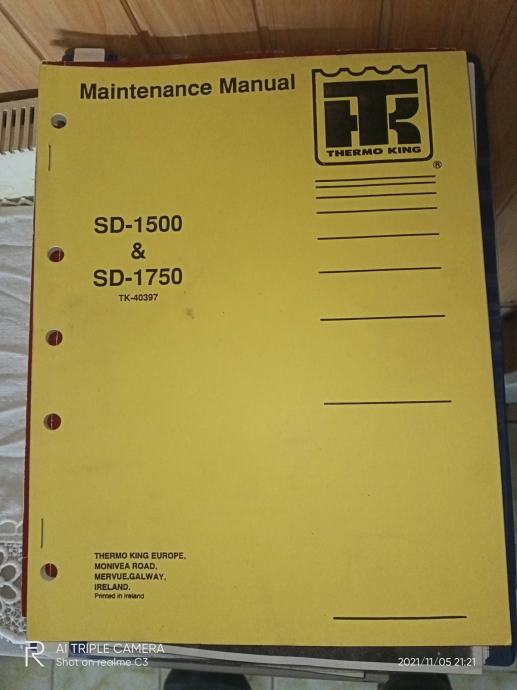 Maintenance Manual
TK
THERMO KING
®
SD-1500
&
SD-1750
TK-40397
THERMO KING EUROPE,
MONIVEA ROAD,
MERVUE,GALWAY,
IRELAND.
Printed in Ireland
R
AI TRIPLE CAMERA
Shot on realme C3
2021/11/05 21:21